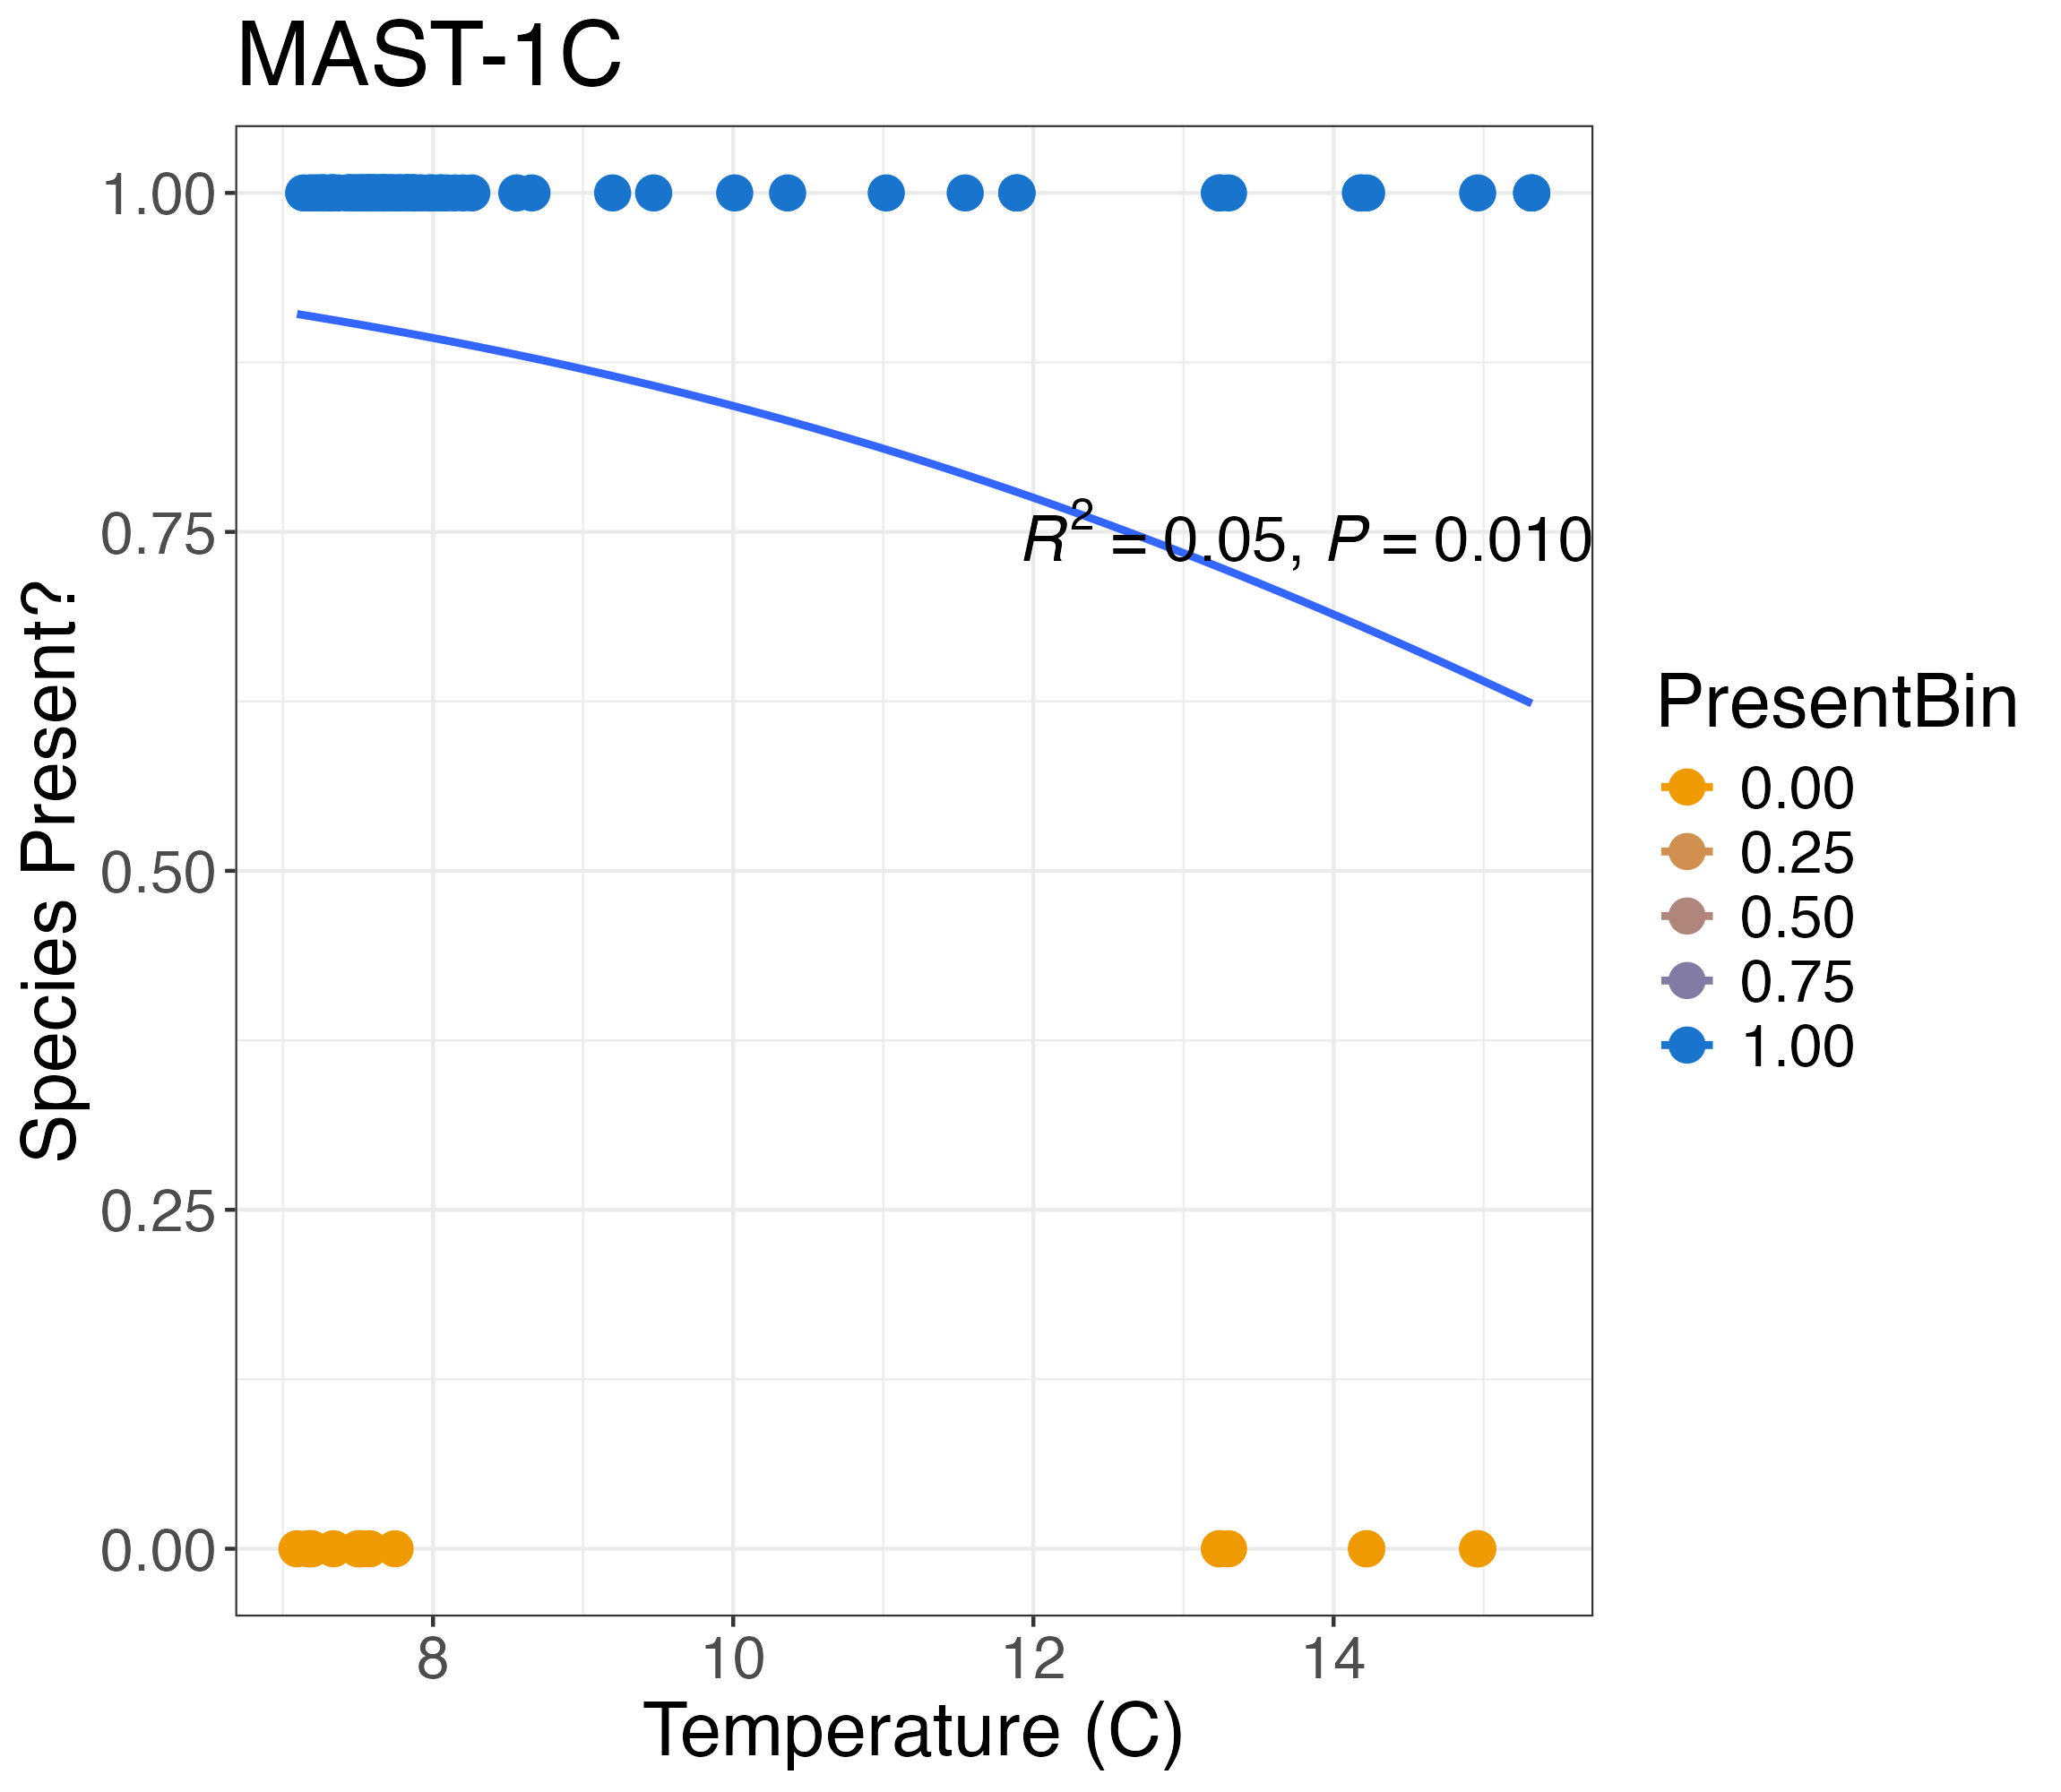 MAST-1C
1.00
0.75
0.50
0.25
0.00
Species Present?
R² = 0.05, P = 0.010
8 10 12 14
Temperature (C)
PresentBin
0.00
0.25
0.50
0.75
1.00